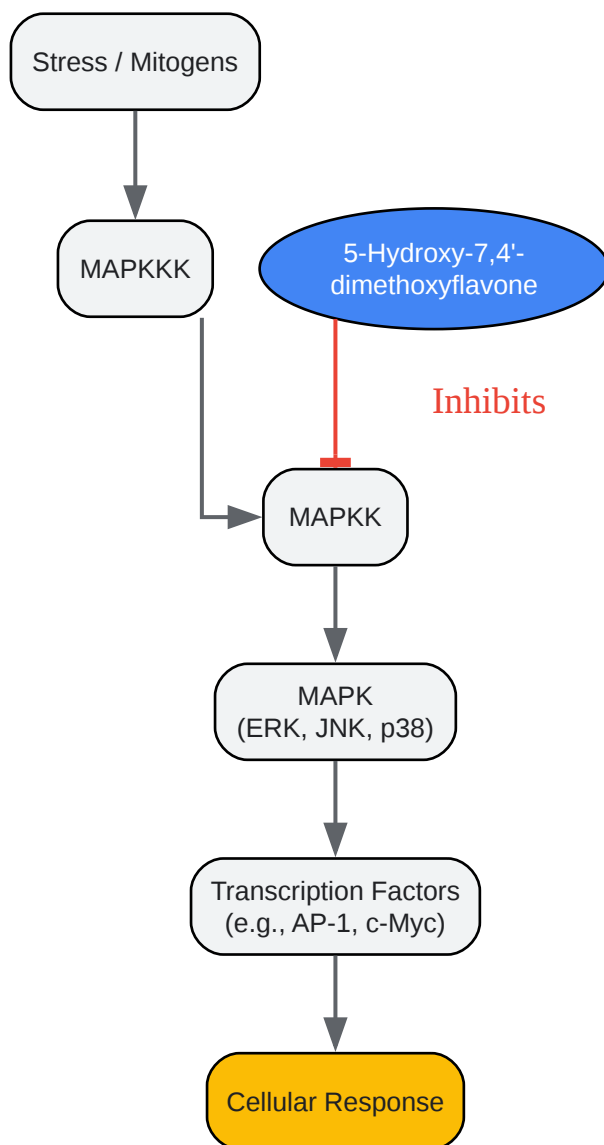 Stress / Mitogens
MAPKKK
5-Hydroxy-7,4'-
dimethoxyflavone
Inhibits
MAPKK
MAPK
(ERK, JNK, p38)
Transcription Factors
(e.g., AP-1, c-Myc)
Cellular Response